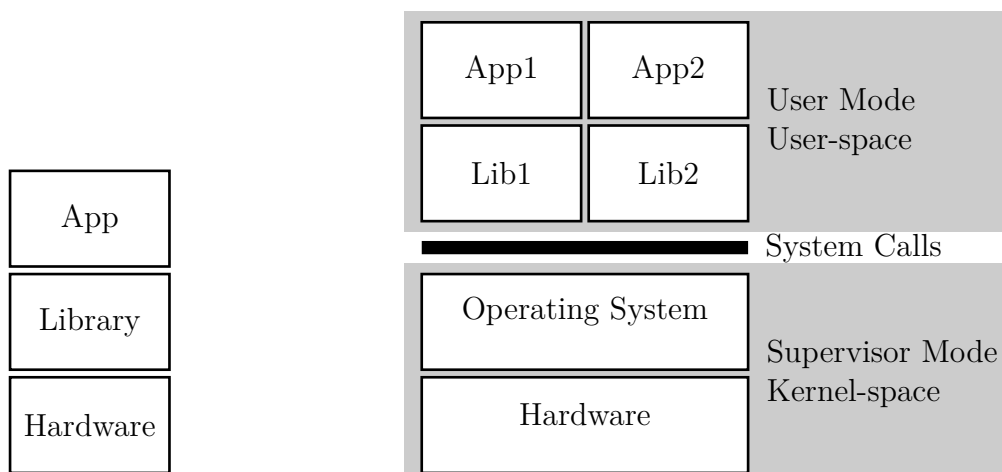 App
Library
Hardware
App1 App2
Lib1 Lib2
User Mode
User-space
System Calls
Operating System
Hardware
Supervisor Mode
Kernel-space